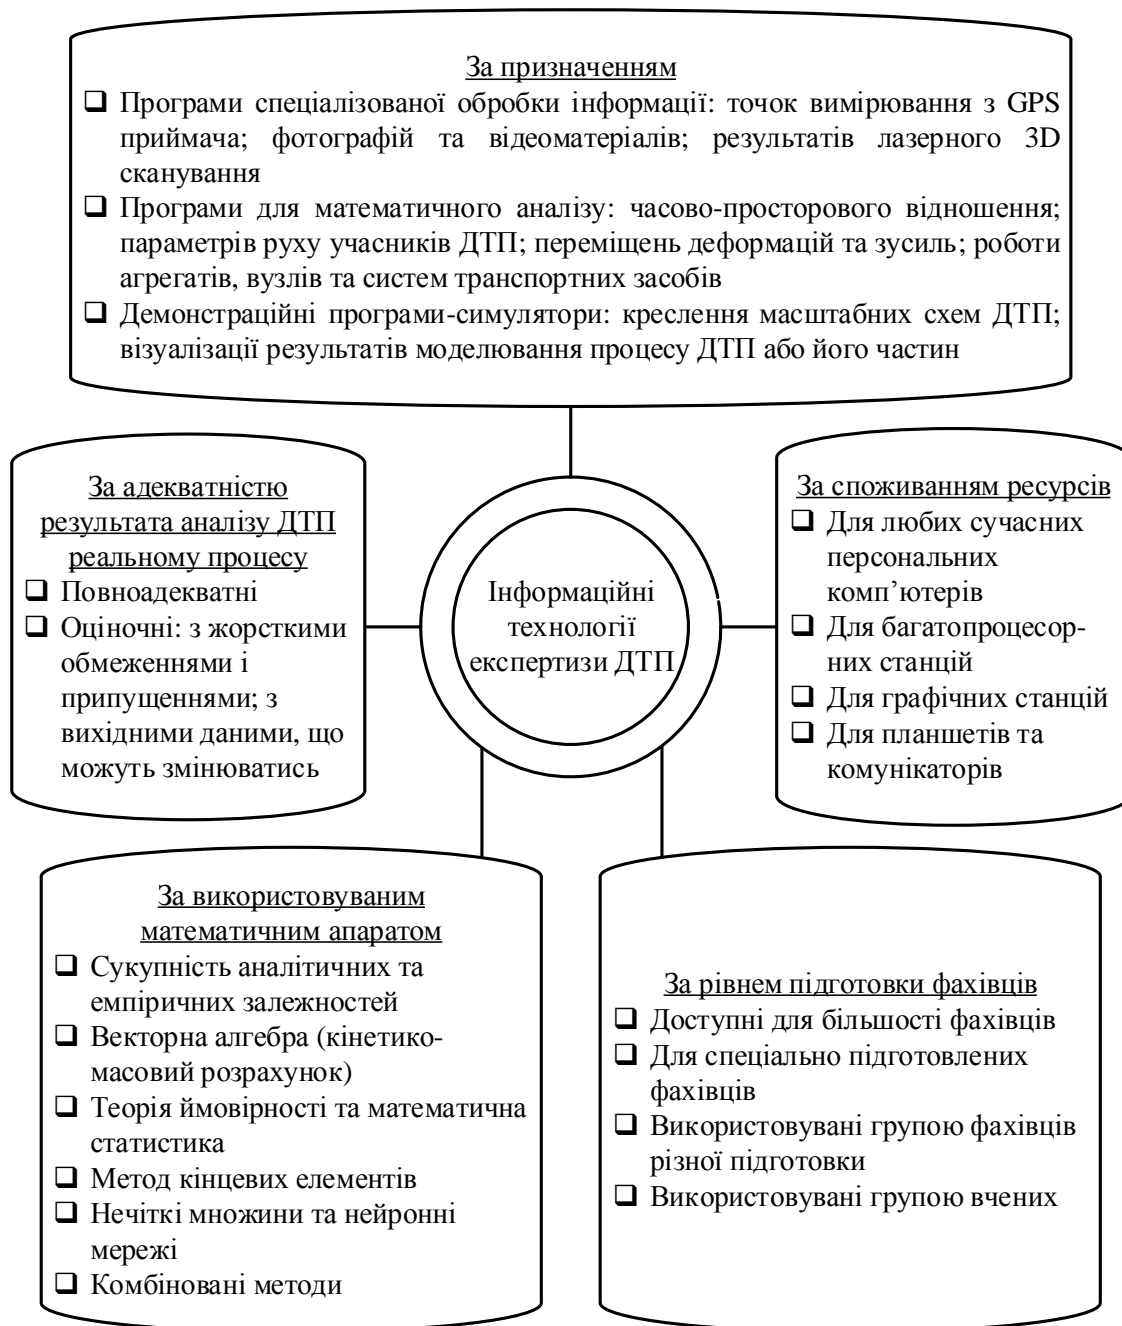 За призначенням
❑ Програми спеціалізованої обробки інформації: точок вимірювання з GPS
приймача; фотографій та відеоматеріалів; результатів лазерного 3D
сканування
❑ Програми для математичного аналізу: часово-просторового відношення;
параметрів руху учасників ДТП; переміщень деформацій та зусиль; роботи
агрегатів, вузлів та систем транспортних засобів
❑ Демонстраційні програми-симулятори: креслення масштабних схем ДТП;
візуалізації результатів моделювання процесу ДТП або його частин
За адекватністю
результата аналізу ДТП
реальному процесу
❑ Повноадекватні
❑ Оціночні: з жорсткими
обмеженнями і
припущеннями; з
вихідними даними, що
можуть змінюватись
Інформаційні
технології
експертизи ДТП
За споживанням ресурсів
❑ Для любих сучасних
персональних
комп’ютерів
❑ Для багатопроцесор-
них станцій
❑ Для графічних станцій
❑ Для планшетів та
комунікаторів
За використовуваним
математичним апаратом
❑ Сукупність аналітичних та
емпіричних залежностей
❑ Векторна алгебра (кінетико-
масовий розрахунок)
❑ Теорія ймовірності та математична
статистика
❑ Метод кінцевих елементів
❑ Нечіткі множини та нейронні
мережі
❑ Комбіновані методи
За рівнем підготовки фахівців
❑ Доступні для більшості фахівців
❑ Для спеціально підготовлених
фахівців
❑ Використовувані групою фахівців
різної підготовки
❑ Використовувані групою вчених